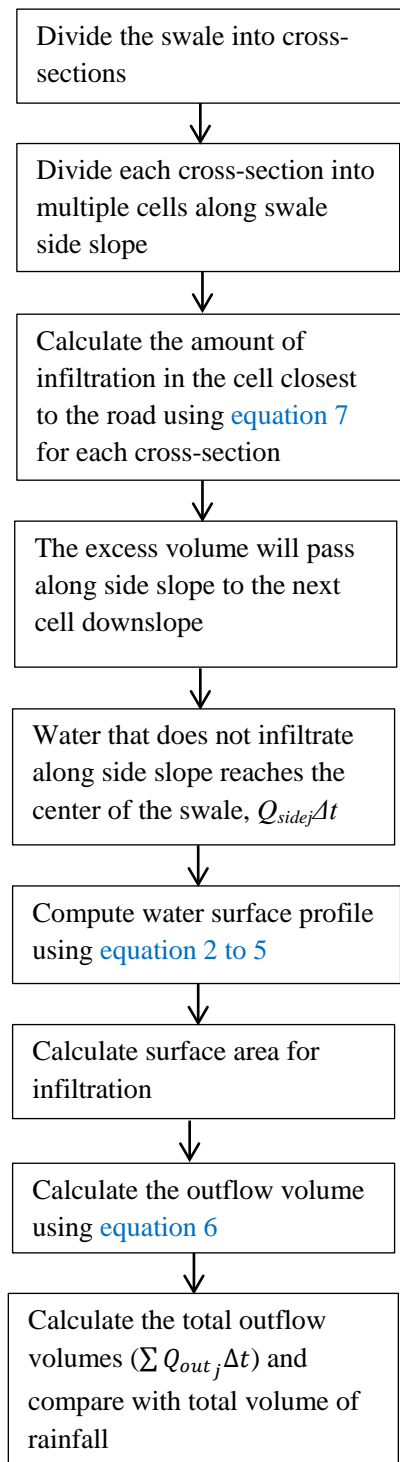 Divide the swale into cross-
sections
Divide each cross-section into
multiple cells along swale
side slope
Calculate the amount of
infiltration in the cell closest
to the road using equation 7
for each cross-section
The excess volume will pass
along side slope to the next
cell downslope
Water that does not infiltrate
along side slope reaches the
center of the swale, Qsidej⁢Δt
Compute water surface profile
using equation 2 to 5
Calculate surface area for
infiltration
Calculate the outflow volume
using equation 6
Calculate the total outflow
volumes (∑ Qout j Δt) and
compare with total volume of
rainfall